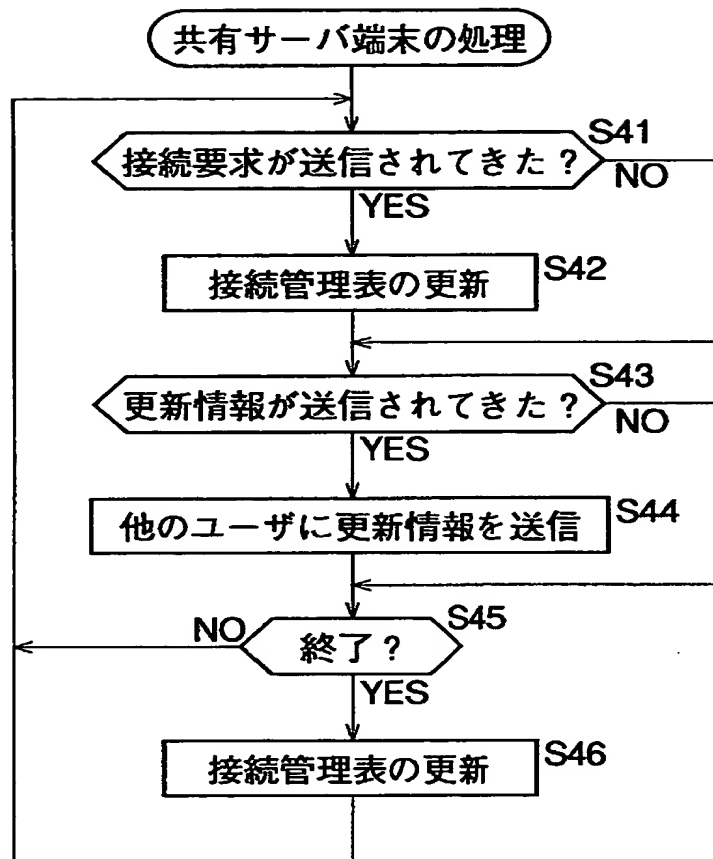 共有サーバ端末の処理
S41
接続要求が送信されてきた？
NO
YES
接続管理表の更新
S42
S43
更新情報が送信されてきた？
NO
YES
他のユーザに更新情報を送信
S44
S45
NO
終了？
YES
接続管理表の更新
S46